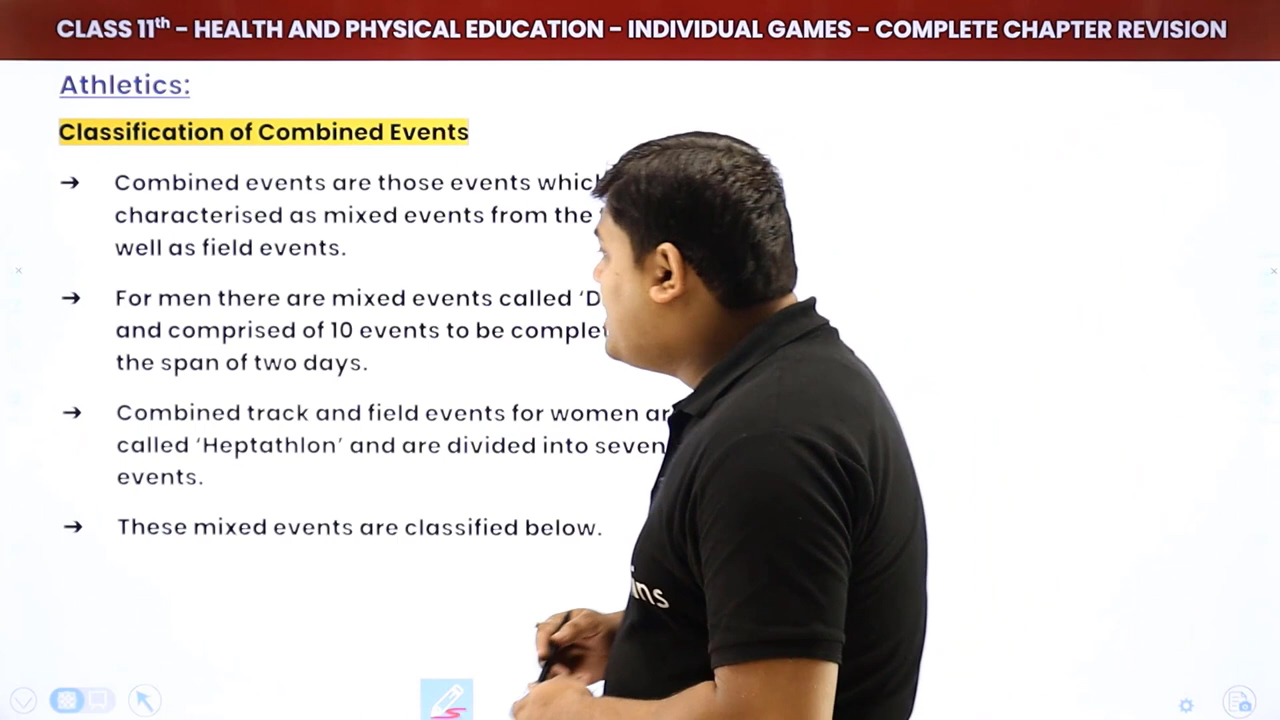 CLASS 11th - HEALTH AND PHYSICAL EDUCATION - INDIVIDUAL GAMES - COMPLETE CHAPTER REVISION
Athletics:
Classification of Combined Events
→ Combined events are those events
characterised as mixed events from the
well as field events.
→ For men there are mixed events called
and comprised of 10 events to be
the span of two days.
→ Combined track and field events for women
called ‘Heptathlon’ and are divided into seven
events.
→ These mixed events are classified below.